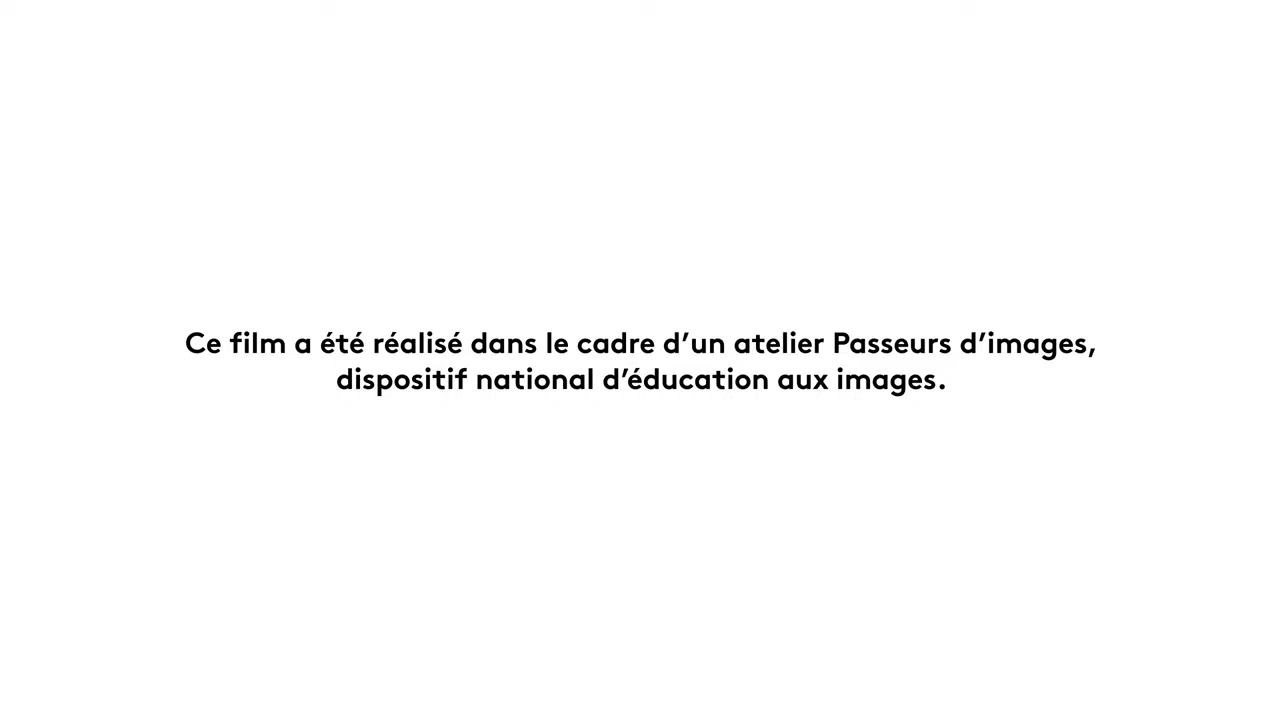 Ce film a été réalisé dans le cadre d’un atelier Passeurs d’images,
dispositif national d’éducation aux images.